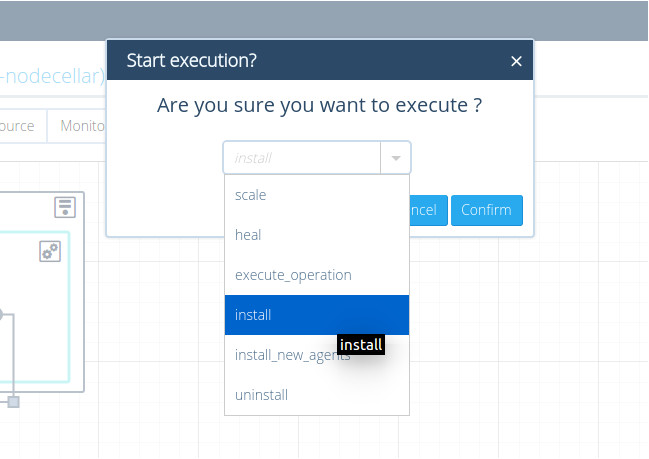 Start execution? ×
-nodecellar)
Are you sure you want to execute ?
ource
Monito
install
scale
ncel
Confirm
heal
execute_operation
install
install
install_new_agents
uninstall